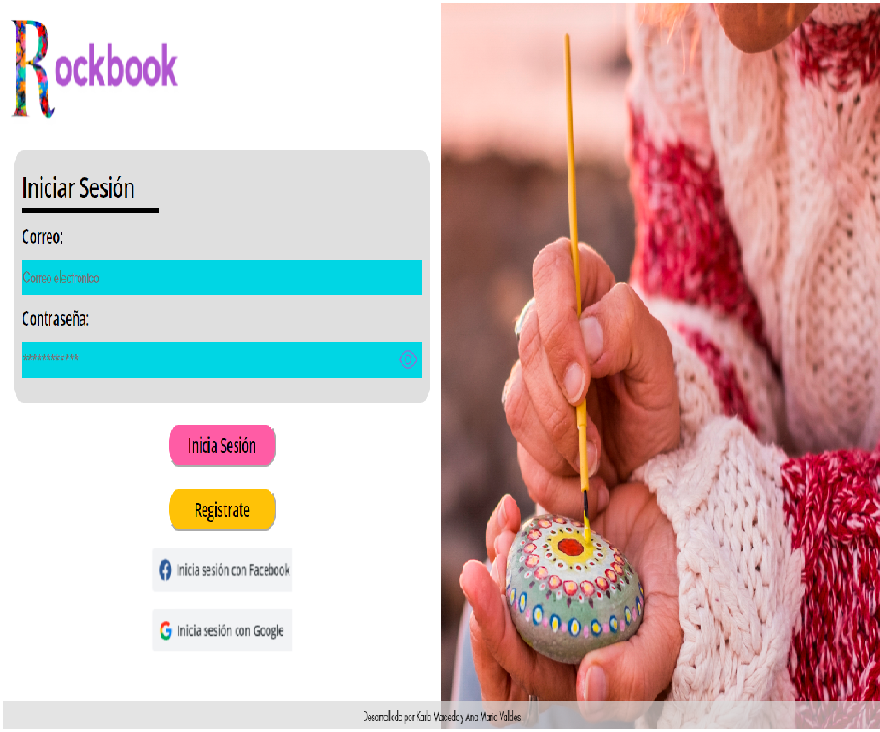 Rockbook
Iniciar Sesión
Correo:
Correo electronico
Contraseña:
************
Inicia Sesión
Registrate
Inicia sesión con Facebook
Inicia sesión con Google
Desarrollado por Karla Macedo y Ana Maria Valdes